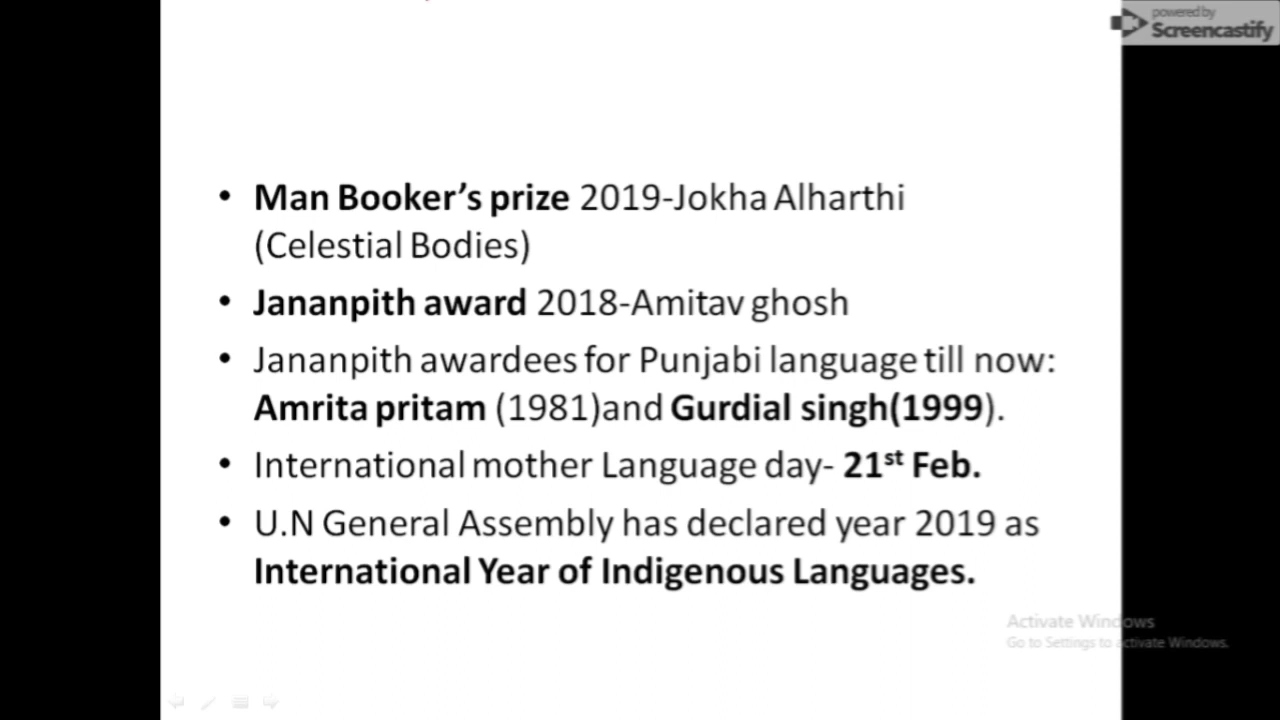 powered by
Screencastify
• Man Booker’s prize 2019-Jokha Alharthi
(Celestial Bodies)
• Jananpith award 2018-Amitav ghosh
• Jananpith awardees for Punjabi language till now:
Amrita pritam (1981)and Gurdial singh(1999).
• International mother Language day- 21st Feb.
• U.N General Assembly has declared year 2019 as
International Year of Indigenous Languages.
Activate Windows
Go to Settings to activate Windows.